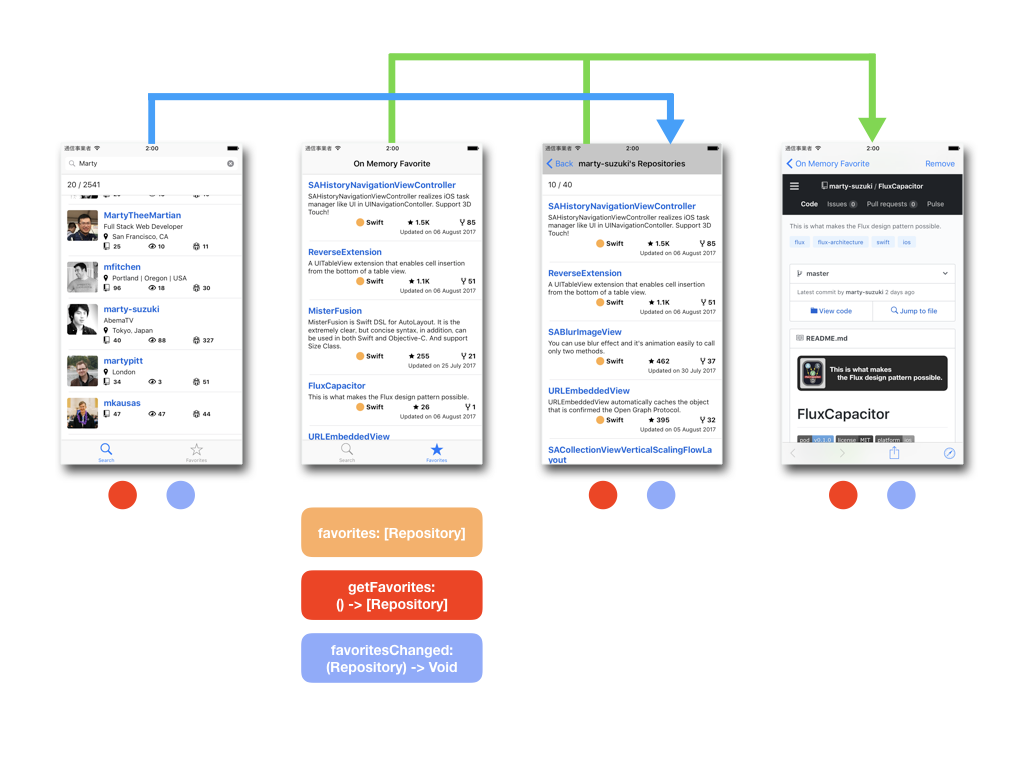 通信事業者
2:00
Marty
20 / 2541
MartyTheeMartian
Full Stack Web Developer
San Francisco, CA
25
10
11
mfitchen
Portland | Oregon | USA
96
18
30
marty-suzuki
AbemaTV
Tokyo, Japan
40
88
327
martypitt
London
34
3
51
mkausas
47
47
44
Search
Favorites
通信事業者
2:00
On Memory Favorite
SAHistoryNavigationViewController
SAHistoryNavigationViewController realizes iOS task
manager like UI in UINavigationContoller. Support 3D
Touch!
Swift
1.5K
85
Updated on 06 August 2017
ReverseExtension
A UITableView extension that enables cell insertion
from the bottom of a table view.
Swift
1.1K
51
Updated on 06 August 2017
MisterFusion
MisterFusion is Swift DSL for AutoLayout. It is the
extremely clear, but concise syntax, in addition, can
be used in both Swift and Objective-C. And support
Size Class.
Swift
255
21
Updated on 25 July 2017
FluxCapacitor
This is what makes the Flux design pattern possible.
Swift
26
1
Updated on 06 August 2017
URLEmbeddedView
Search
Favorites
通信事業者
2:00
Back
marty-suzuki's Repositories
10 / 40
SAHistoryNavigationViewController
SAHistoryNavigationViewController realizes iOS task
manager like UI in UINavigationContoller. Support 3D
Touch!
Swift
1.5K
85
Updated on 06 August 2017
ReverseExtension
A UITableView extension that enables cell insertion
from the bottom of a table view.
Swift
1.1K
51
Updated on 06 August 2017
SABlurImageView
You can use blur effect and it's animation easily to call
only two methods.
Swift
462
37
Updated on 30 July 2017
URLEmbeddedView
URLEmbeddedView automatically caches the object
that is confirmed the Open Graph Protocol.
Swift
395
32
Updated on 05 August 2017
SACollectionViewVerticalScalingFlowLa
yout
通信事業者
2:00
On Memory Favorite
Remove
marty-suzuki / FluxCapacitor
Code
Issues 0
Pull requests 0
Pulse
This is what makes the Flux design pattern possible.
flux
flux-architecture
swift
ios
master
Latest commit by marty-suzuki 2 days ago
View code
Jump to file
README.md
This is what makes
the Flux design pattern possible.
FluxCapacitor
pod v0.1.0
license MIT
platform ios
favorites: [Repository]
getFavorites:
() -> [Repository]
favoritesChanged:
(Repository) -> Void